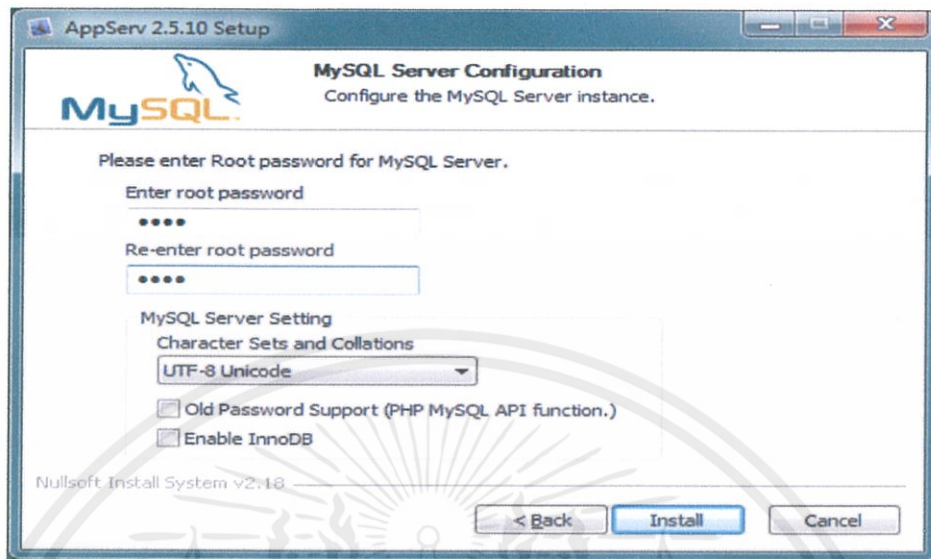 AppServ 2.5.10 Setup
MySQL
MySQL Server Configuration
Configure the MySQL Server instance.
Please enter Root password for MySQL Server.
Enter root password
••••
Re-enter root password
••••
MySQL Server Setting
Character Sets and Collations
UTF-8 Unicode
Old Password Support (PHP MySQL API function.)
Enable InnoDB
Nullsoft Install System v2.18
< Back
Install
Cancel